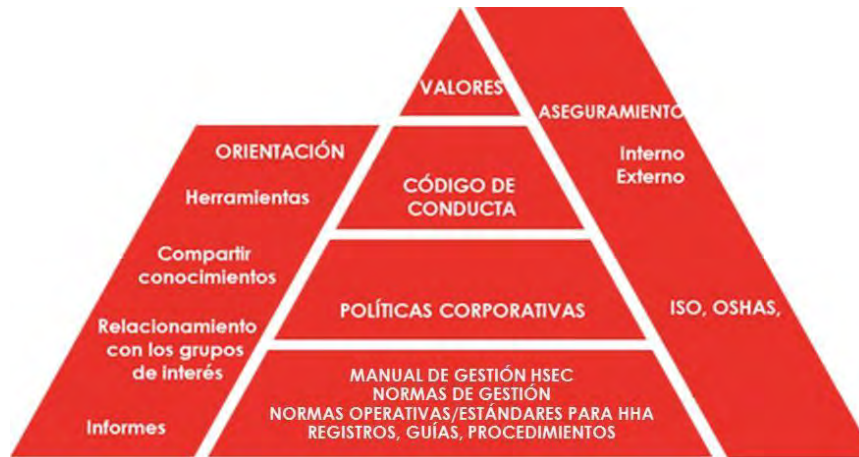 VALORES
CÓDIGO DE
CONDUCTA
POLÍTICAS CORPORATIVAS
MANUAL DE GESTIÓN HSEC
NORMAS DE GESTIÓN
NORMAS OPERATIVAS/ESTÁNDARES PARA HHA
REGISTROS, GUÍAS, PROCEDIMIENTOS
ORIENTACIÓN
Herramientas
Compartir
conocimientos
Relacionamiento
con los grupos
de interés
Informes
ASEGURAMIENTO
Interno
Externo
ISO, OSHAS,